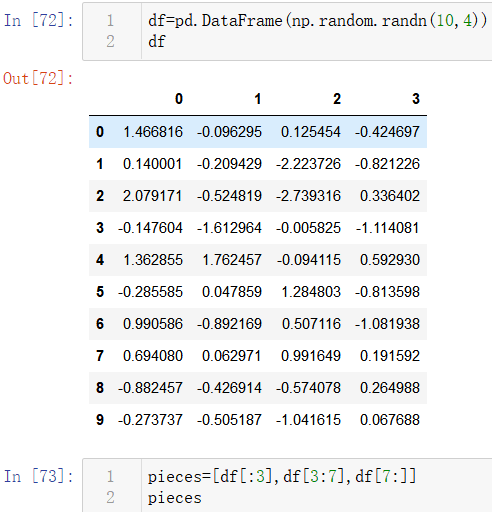 In [72]: 1 df=pd.DataFrame(np.random.randn(10,4))
2 df
Out[72]:
0 1 2 3
0 1.466816 -0.096295 0.125454 -0.424697
1 0.140001 -0.209429 -2.223726 -0.821226
2 2.079171 -0.524819 -2.739316 0.336402
3 -0.147604 -1.612964 -0.005825 -1.114081
4 1.362855 1.762457 -0.094115 0.592930
5 -0.285585 0.047859 1.284803 -0.813598
6 0.990586 -0.892169 0.507116 -1.081938
7 0.694080 0.062971 0.991649 0.191592
8 -0.882457 -0.426914 -0.574078 0.264988
9 -0.273737 -0.505187 -1.041615 0.067688
In [73]: 1 pieces=[df[:3],df[3:7],df[7:]]
2 pieces